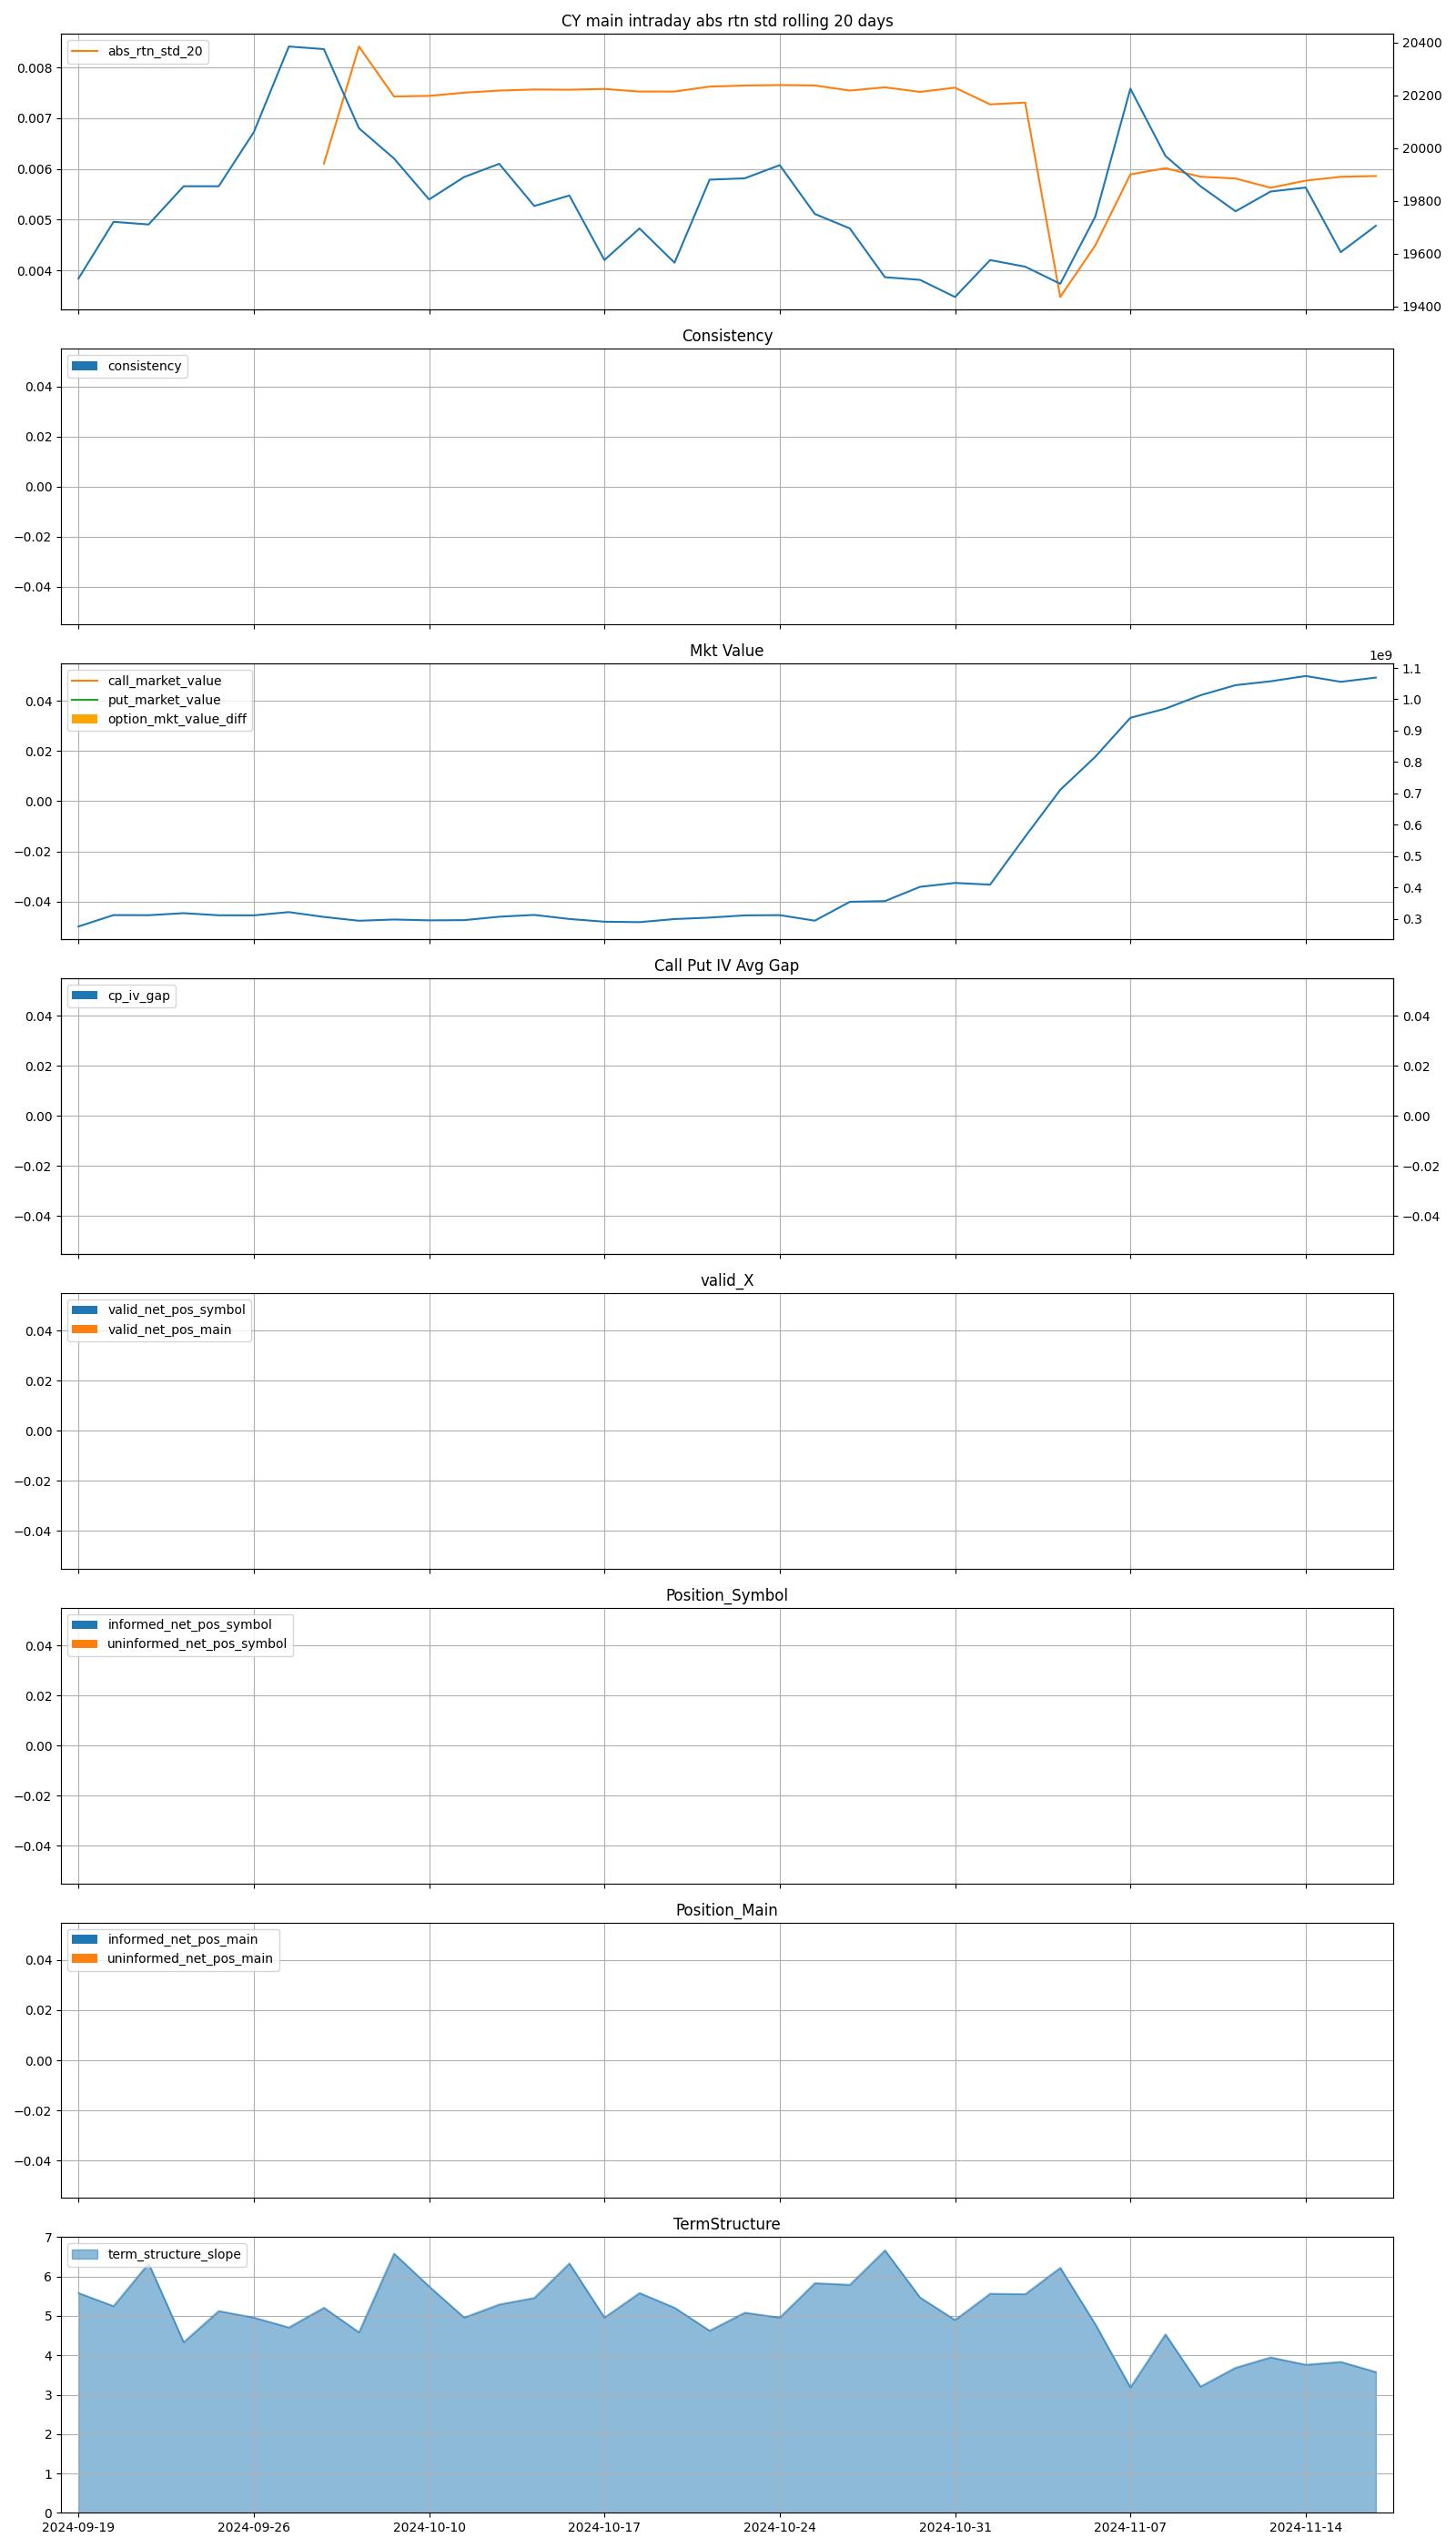 CY main intraday abs rtn std rolling 20 days
abs_rtn_std_20
0.008
0.007
0.006
0.005
0.004
20400
20200
20000
19800
19600
19400
Consistency
consistency
0.04
0.02
0.00
−0.02
−0.04
Mkt Value
1e9
call_market_value
put_market_value
option_mkt_value_diff
0.04
0.02
0.00
−0.02
−0.04
1.1
1.0
0.9
0.8
0.7
0.6
0.5
0.4
0.3
Call Put IV Avg Gap
cp_iv_gap
0.04
0.02
0.00
−0.02
−0.04
0.04
0.02
0.00
−0.02
−0.04
valid_X
valid_net_pos_symbol
valid_net_pos_main
0.04
0.02
0.00
−0.02
−0.04
Position_Symbol
informed_net_pos_symbol
uninformed_net_pos_symbol
0.04
0.02
0.00
−0.02
−0.04
Position_Main
informed_net_pos_main
uninformed_net_pos_main
0.04
0.02
0.00
−0.02
−0.04
TermStructure
term_structure_slope
7
6
5
4
3
2
1
0
2024-09-19 2024-09-26 2024-10-10 2024-10-17 2024-10-24 2024-10-31 2024-11-07 2024-11-14